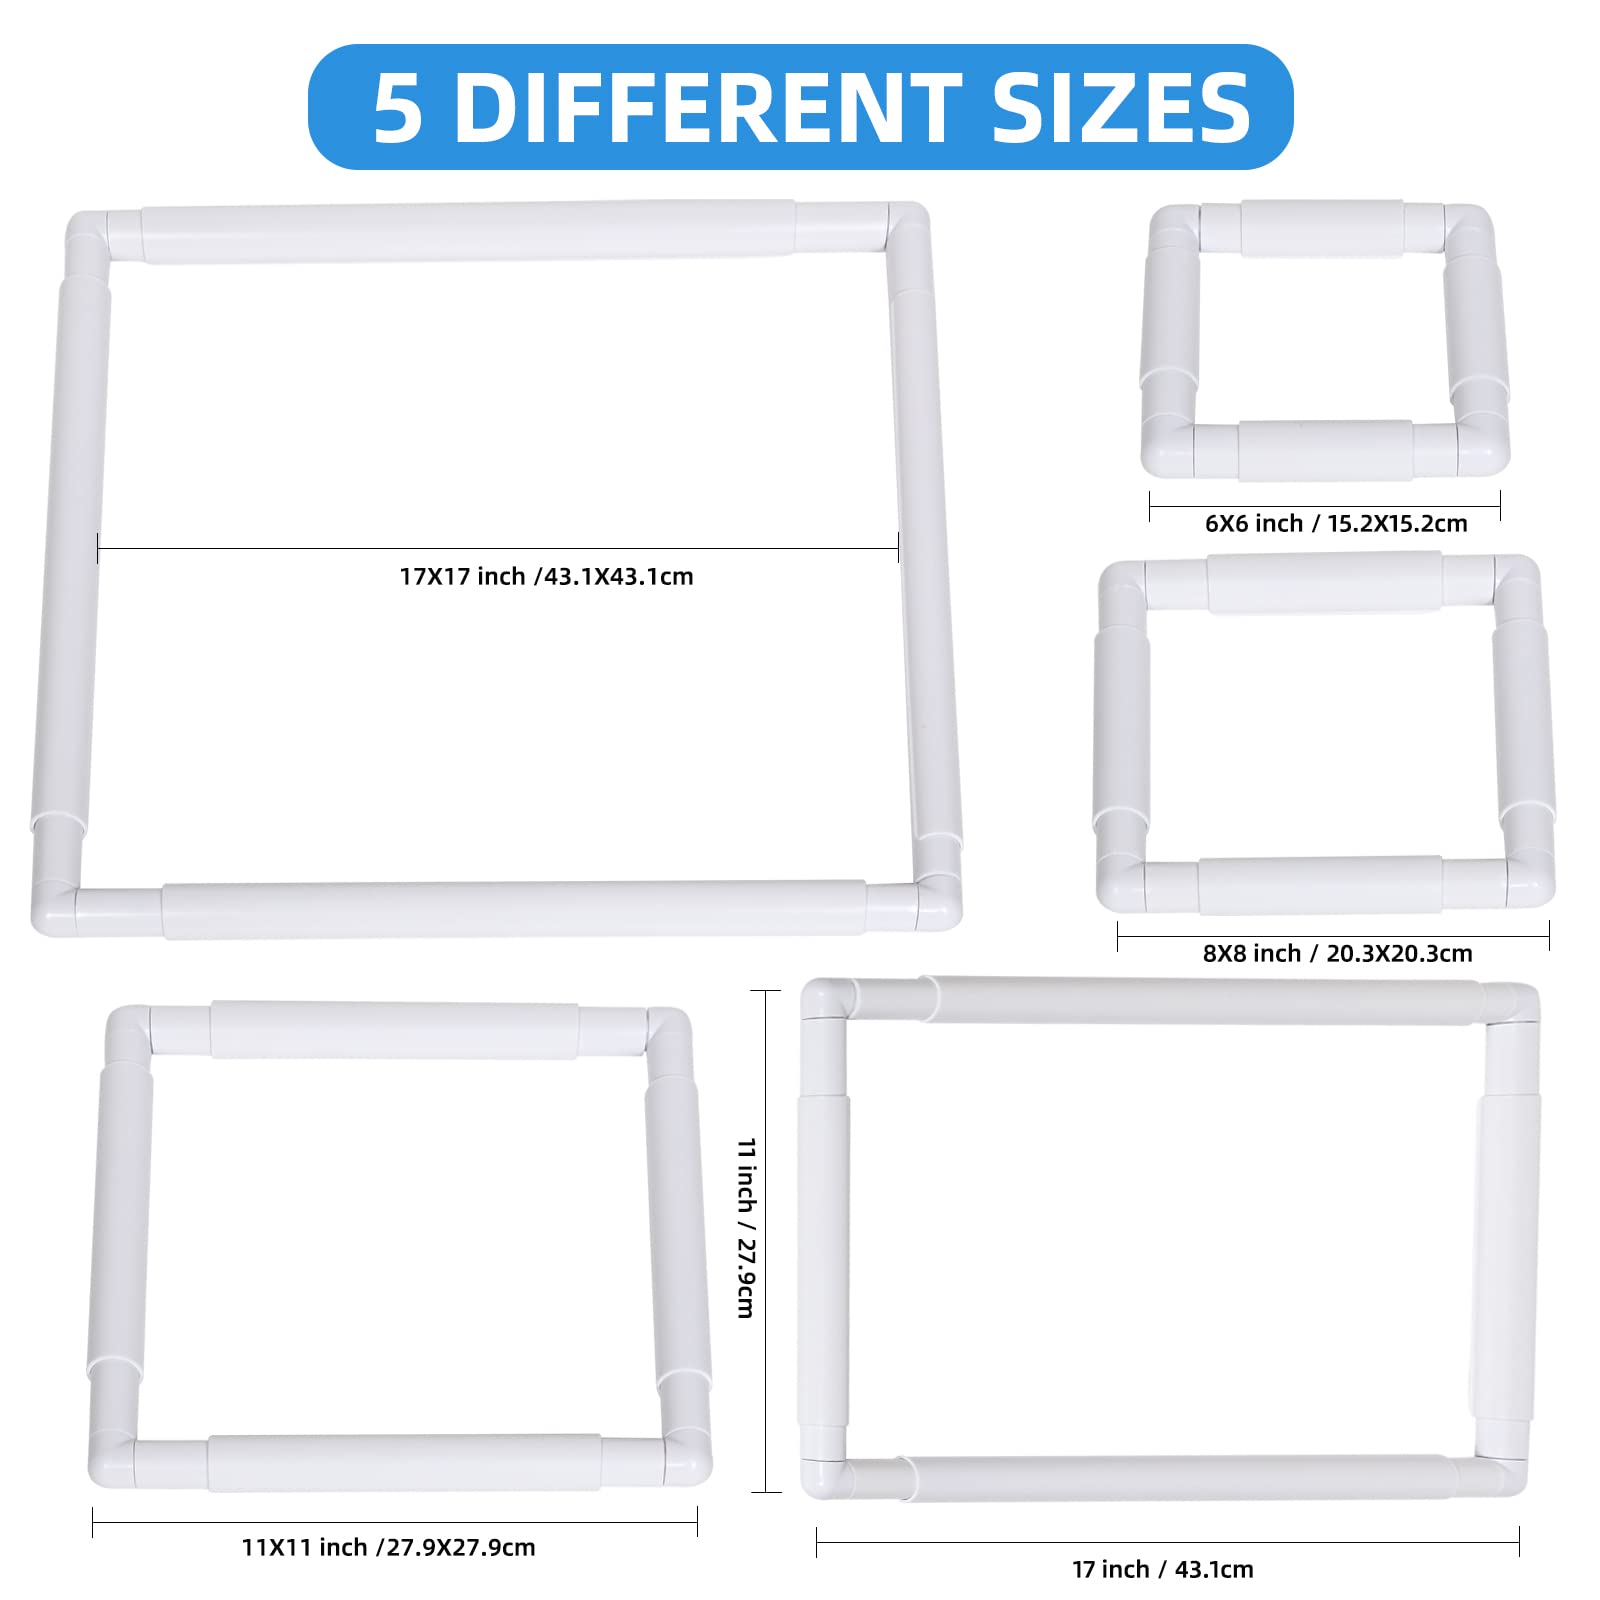 5 DIFFERENT SIZES
17X17 inch /43.1X43.1cm
6X6 inch / 15.2X15.2cm
8X8 inch / 20.3X20.3cm
11X11 inch /27.9X27.9cm
11 inch / 27.9cm
17 inch / 43.1cm